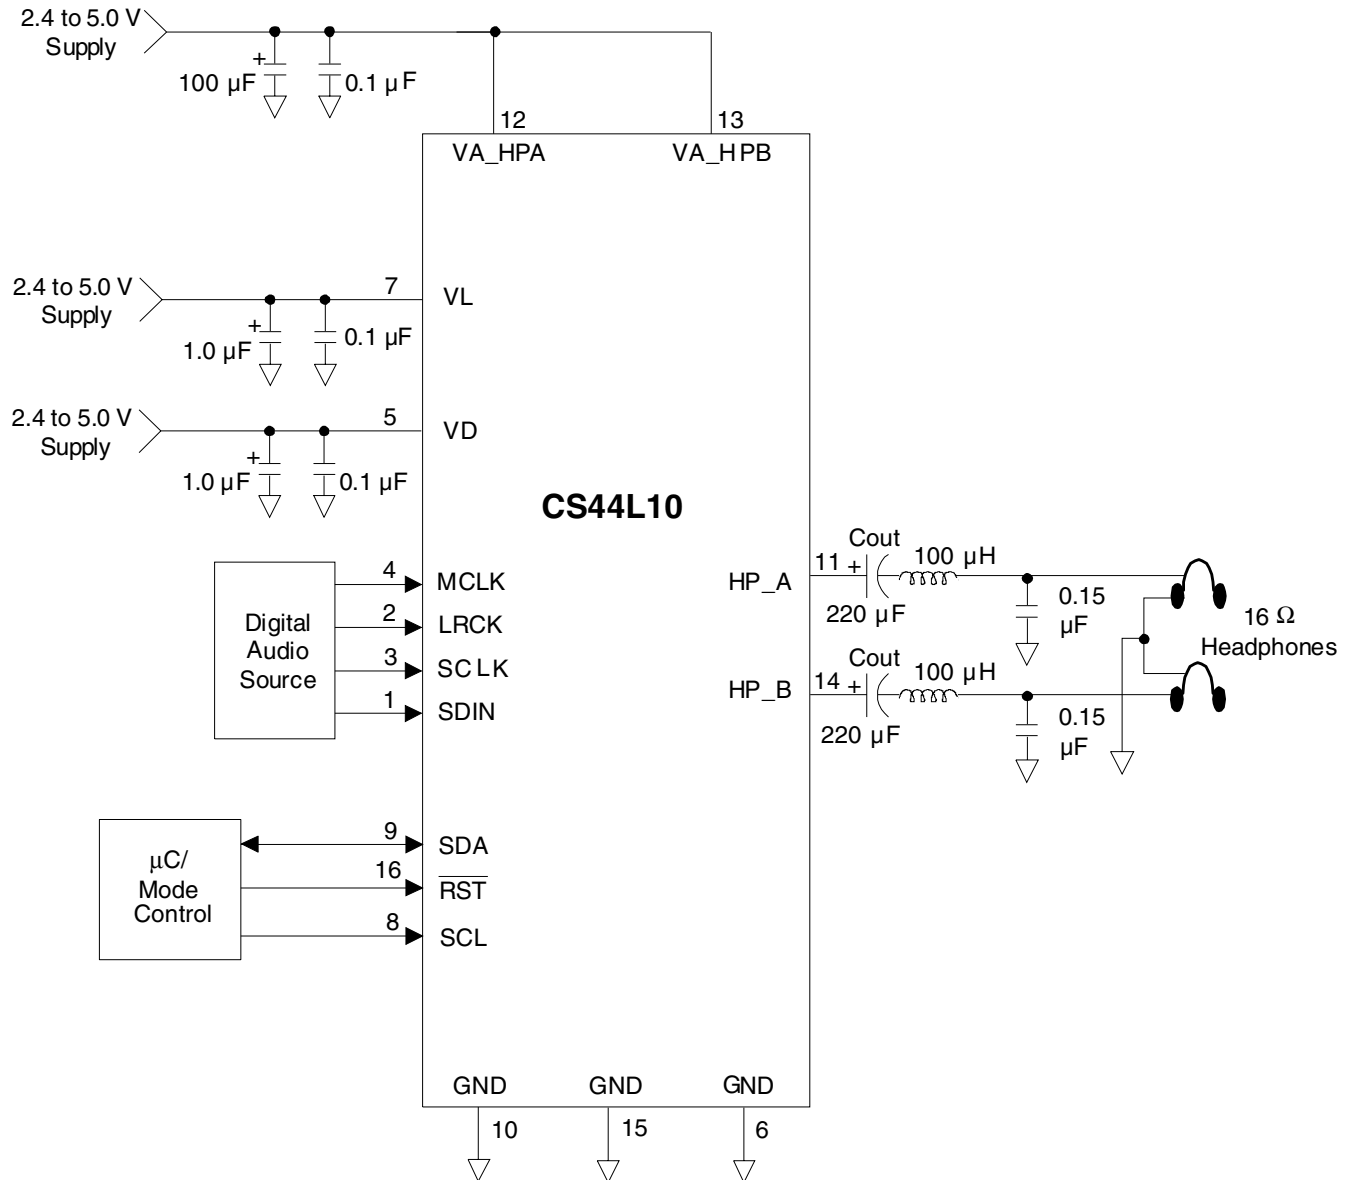 2.4 to 5.0 V
Supply
+
100 µF
0.1 µF
12
13
VA_HPA
VA_HPB
2.4 to 5.0 V
Supply
7
VL
+
1.0 µF
0.1 µF
2.4 to 5.0 V
Supply
5
VD
+
1.0 µF
0.1 µF
CS44L10
Digital
Audio
Source
4
MCLK
2
LRCK
3
SCLK
1
SDIN
HP_A
11
+
Cout
220 µF
100 µH
0.15
µF
HP_B
14
+
Cout
220 µF
100 µH
0.15
µF
16 Ω
Headphones
µC/
Mode
Control
9
SDA
16
RST
8
SCL
GND
GND
GND
10
15
6